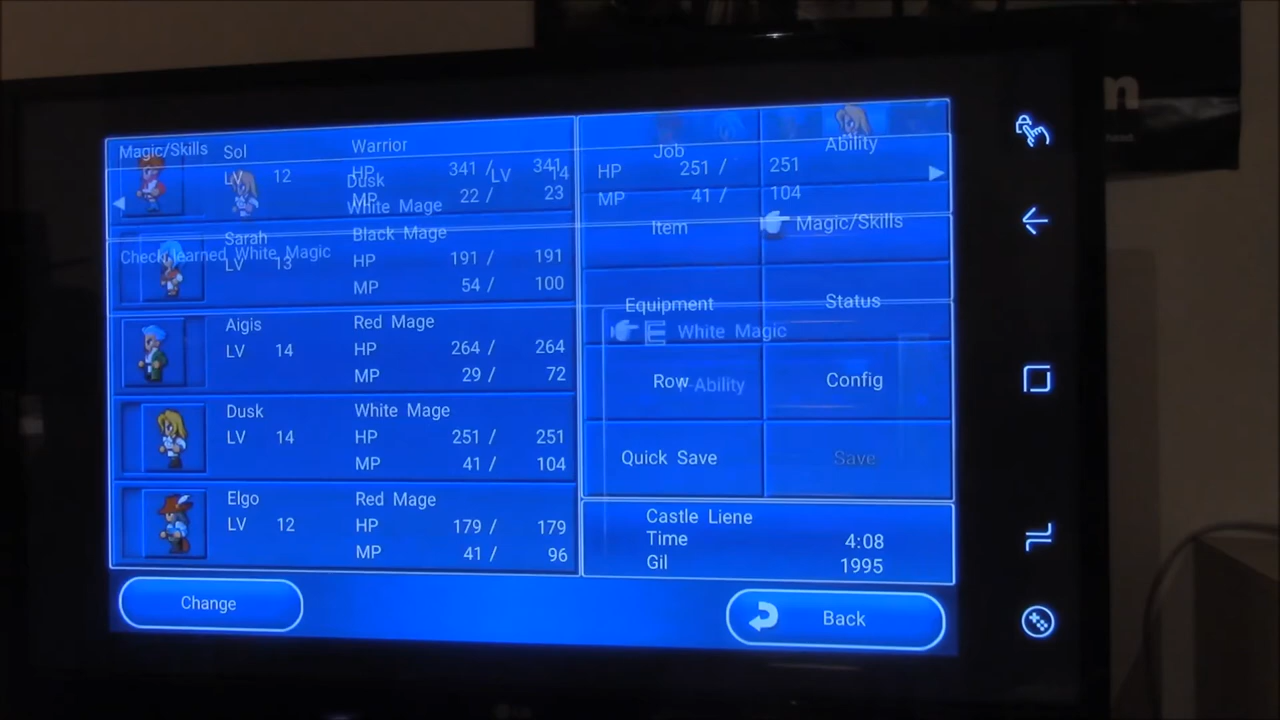 n
hand.
Magic/Skills
Sol
Warrior
LV 12
HP 341 / 341
MP 22 / 23
Dusk
LV 14
White Mage
Job
Ability
HP 251 / 251
MP 41 / 104
Item
Magic/Skills
Sarah
Black Mage
LV 13
HP 191 / 191
MP 54 / 100
Check learned White Magic
Equipment
Status
E White Magic
Aigis
Red Mage
LV 14
HP 264 / 264
MP 29 / 72
Row
Config
Ability
Dusk
White Mage
LV 14
HP 251 / 251
MP 41 / 104
Quick Save
Save
Elgo
Red Mage
LV 12
HP 179 / 179
MP 41 / 96
Castle Liene
Time 4:08
Gil 1995
Change
Back